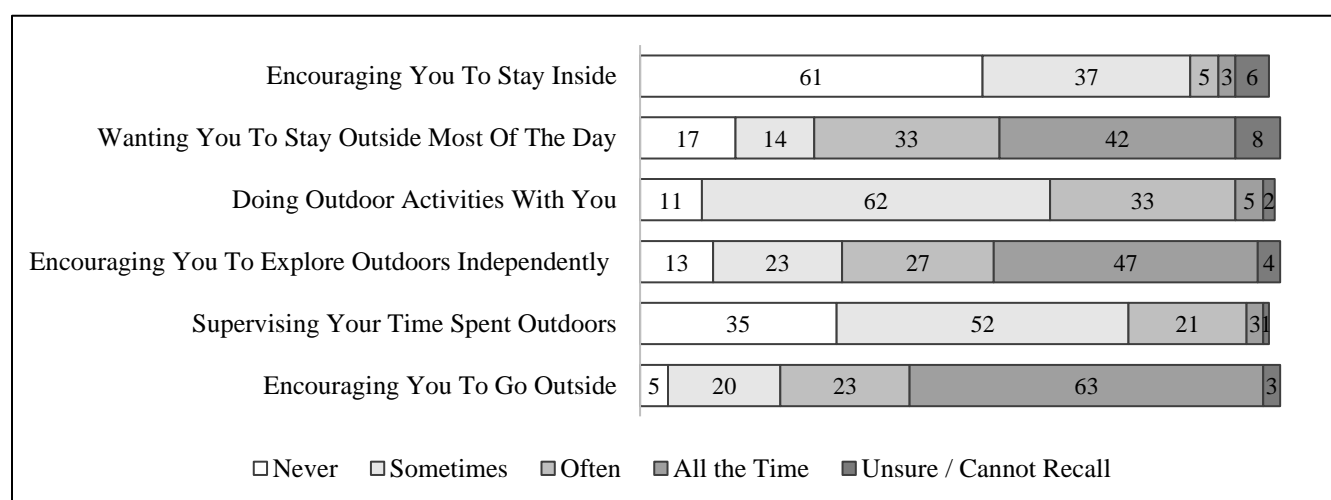 Encouraging You To Stay Inside 61 37 5 3 6
Wanting You To Stay Outside Most Of The Day 17 14 33 42 8
Doing Outdoor Activities With You 11 62 33 5 2
Encouraging You To Explore Outdoors Independently 13 23 27 47 4
Supervising Your Time Spent Outdoors 35 52 21 3 1
Encouraging You To Go Outside 5 20 23 63 3
Never Sometimes Often All the Time Unsure / Cannot Recall